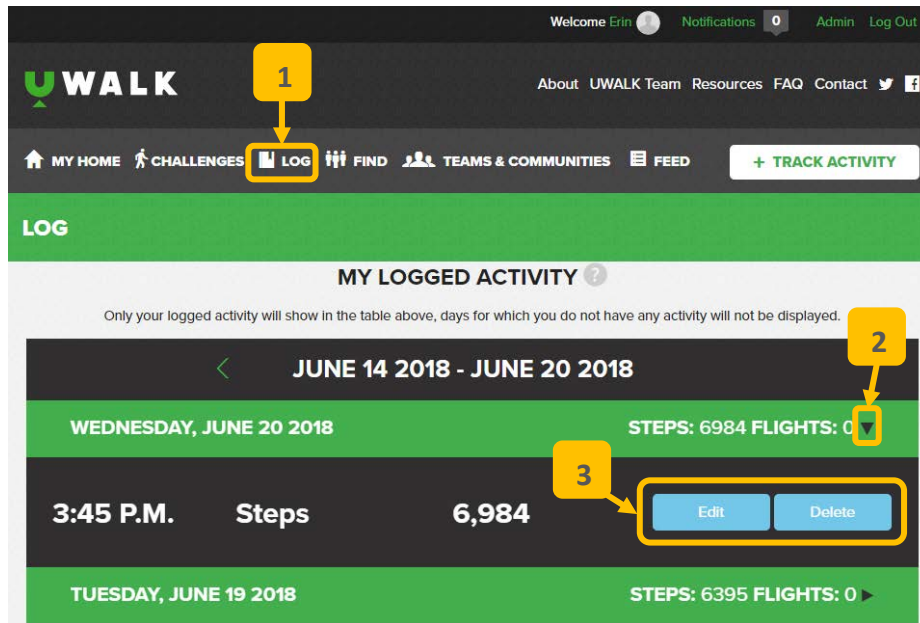 Welcome Erin Notifications 0 Admin Log Out
UWALK
1
About UWALK Team Resources FAQ Contact
MY HOME CHALLENGES LOG FIND TEAMS & COMMUNITIES FEED + TRACK ACTIVITY
LOG
MY LOGGED ACTIVITY ?
Only your logged activity will show in the table above, days for which you do not have any activity will not be displayed.
2
JUNE 14 2018 - JUNE 20 2018
WEDNESDAY, JUNE 20 2018 STEPS: 6984 FLIGHTS: 0
3
3:45 P.M. Steps 6,984 Edit Delete
TUESDAY, JUNE 19 2018 STEPS: 6395 FLIGHTS: 0